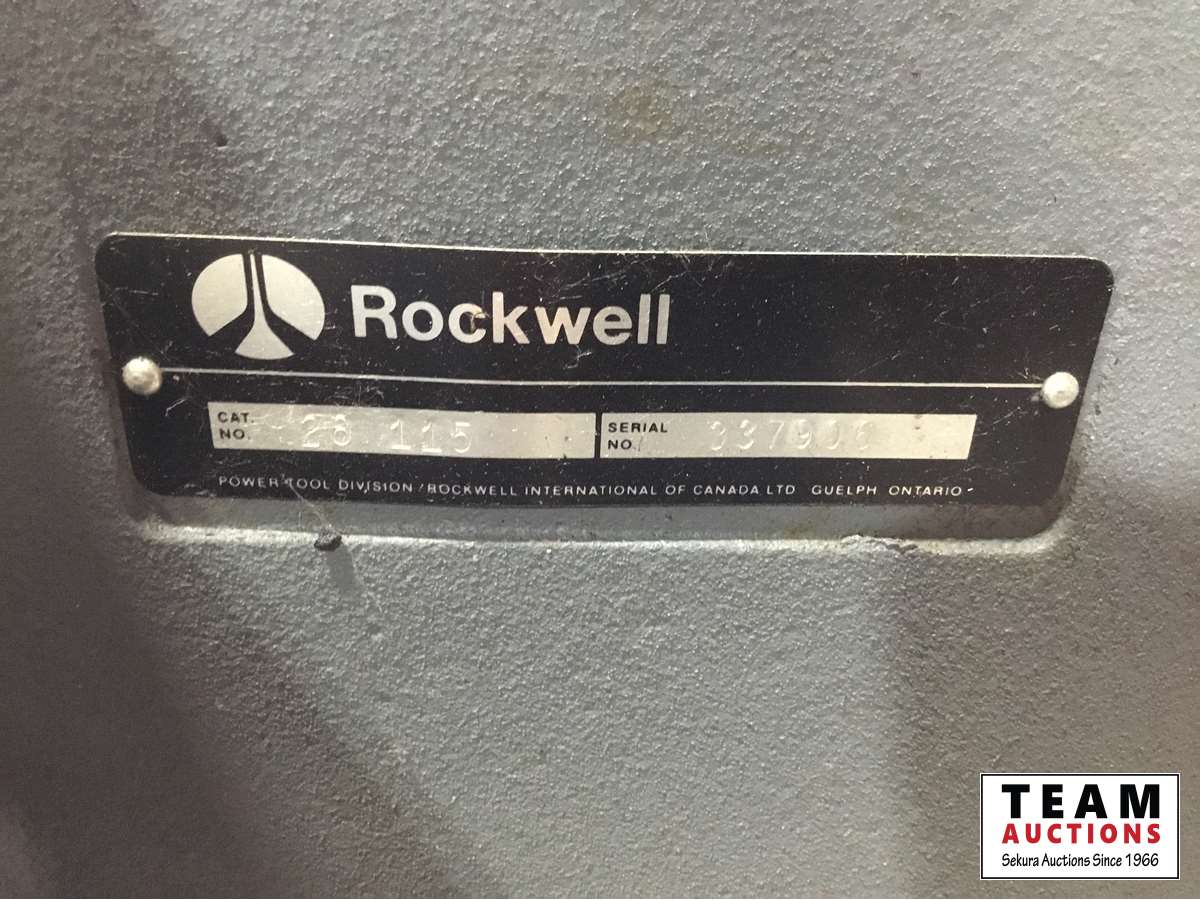 Rockwell
CAT. NO. 28 115
SERIAL NO. 337906
POWER TOOL DIVISION / ROCKWELL INTERNATIONAL OF CANADA LTD GUELPH ONTARIO
TEAM
AUCTIONS
Sekura Auctions Since 1966